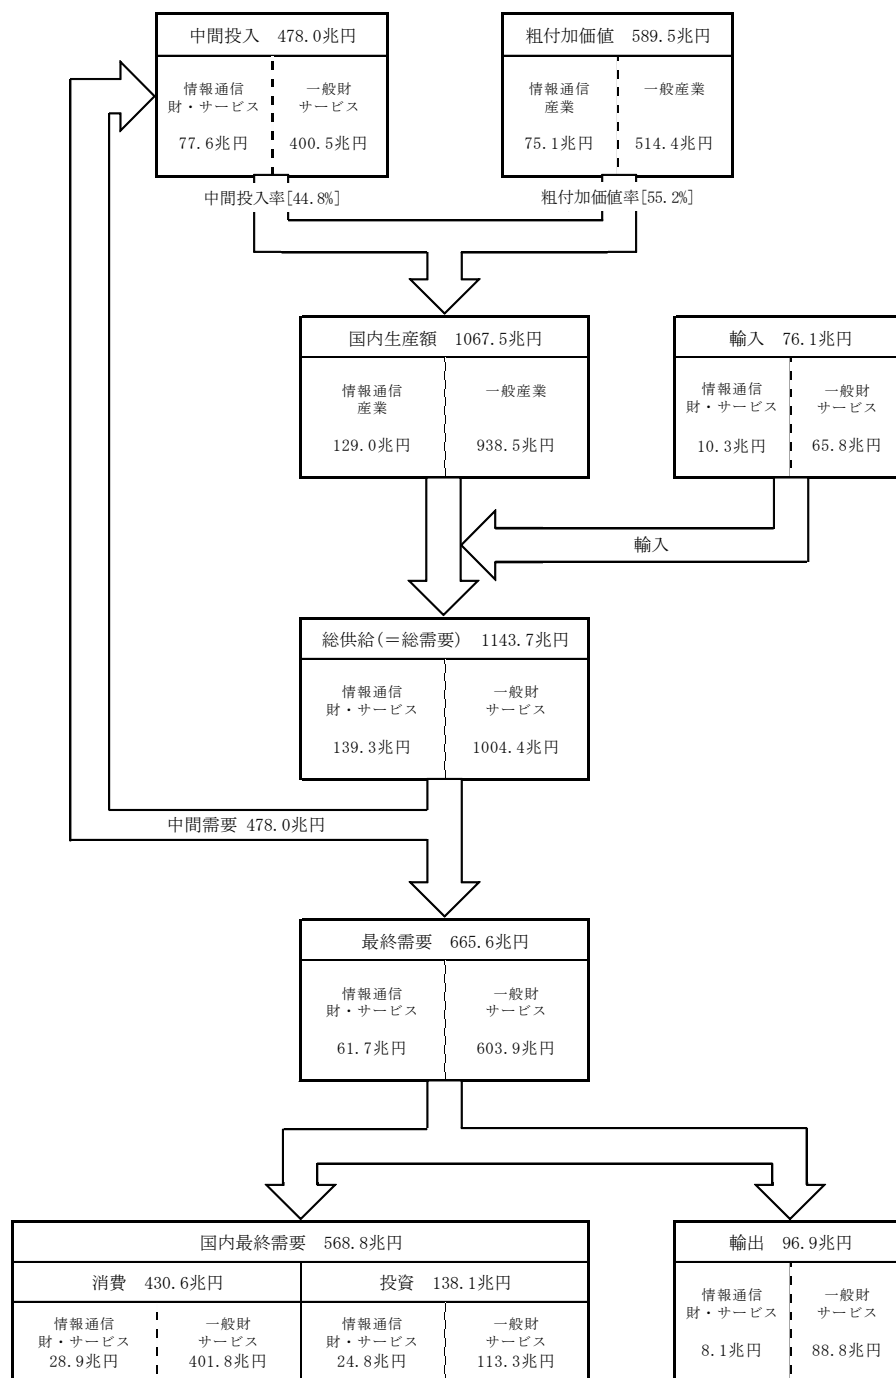 中間投入　478.0兆円
情報通信
財・サービス
77.6兆円
一般財
サービス
400.5兆円
粗付加価値　589.5兆円
情報通信
産業
75.1兆円
一般産業
514.4兆円
中間投入率[44.8%]
粗付加価値率[55.2%]
国内生産額　1067.5兆円
情報通信
産業
129.0兆円
一般産業
938.5兆円
輸入　76.1兆円
情報通信
財・サービス
10.3兆円
一般財
サービス
65.8兆円
輸入
総供給(＝総需要)　1143.7兆円
情報通信
財・サービス
139.3兆円
一般財
サービス
1004.4兆円
中間需要 478.0兆円
最終需要　665.6兆円
情報通信
財・サービス
61.7兆円
一般財
サービス
603.9兆円
国内最終需要　568.8兆円
消費　430.6兆円
情報通信
財・サービス
28.9兆円
一般財
サービス
401.8兆円
投資　138.1兆円
情報通信
財・サービス
24.8兆円
一般財
サービス
113.3兆円
輸出　96.9兆円
情報通信
財・サービス
8.1兆円
一般財
サービス
88.8兆円